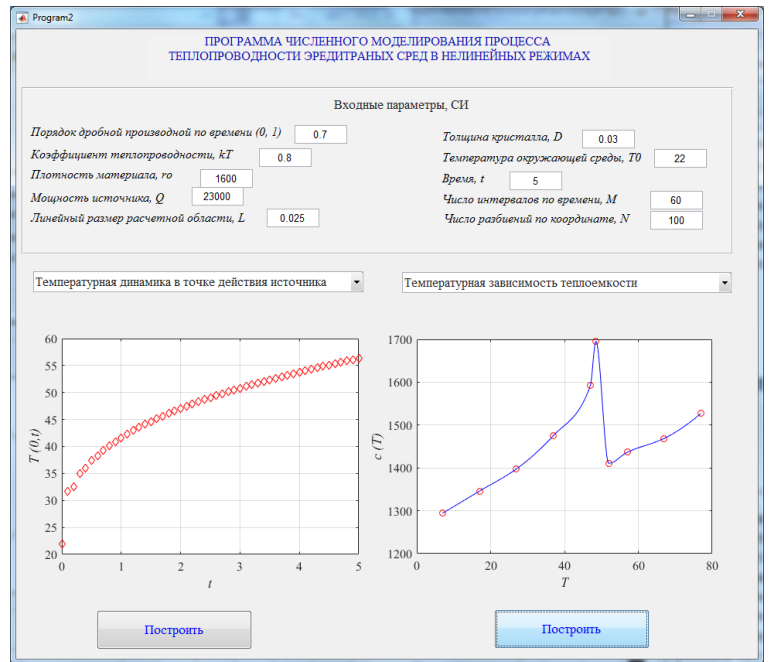 Program2
ПРОГРАММА ЧИСЛЕННОГО МОДЕЛИРОВАНИЯ ПРОЦЕССА
ТЕПЛОПРОВОДНОСТИ ЭРЕДИТРАНЫХ СРЕД В НЕЛИНЕЙНЫХ РЕЖИМАХ
Входные параметры, СИ
Порядок дробной производной по времени (0, 1) 0.7
Коэффициент теплопроводности, kT 0.8
Плотность материала, ro 1600
Мощность источника, Q 23000
Линейный размер расчетной области, L 0.025
Толщина кристалла, D 0.03
Температура окружающей среды, T0 22
Время, t 5
Число интервалов по времени, M 60
Число разбиений по координате, N 100
Температурная динамика в точке действия источника
Температурная зависимость теплоемкости
60
55
50
45
40
35
30
25
20
T (0,t)
0 1 2 3 4 5
t
1700
1600
1500
1400
1300
1200
c (T)
0 20 40 60 80
T
Построить
Построить